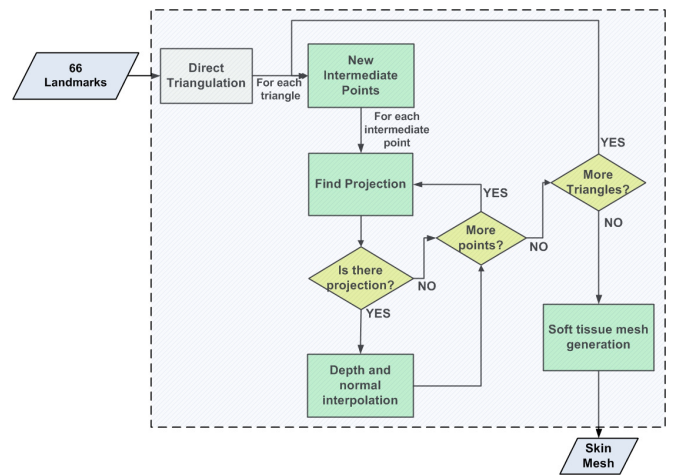 66
Landmarks
Direct
Triangulation
For each
triangle
New
Intermediate
Points
For each
intermediate
point
Find Projection
Is there
projection?
NO
YES
Depth and
normal
interpolation
More
points?
YES
NO
More
Triangles?
YES
NO
Soft tissue mesh
generation
Skin
Mesh